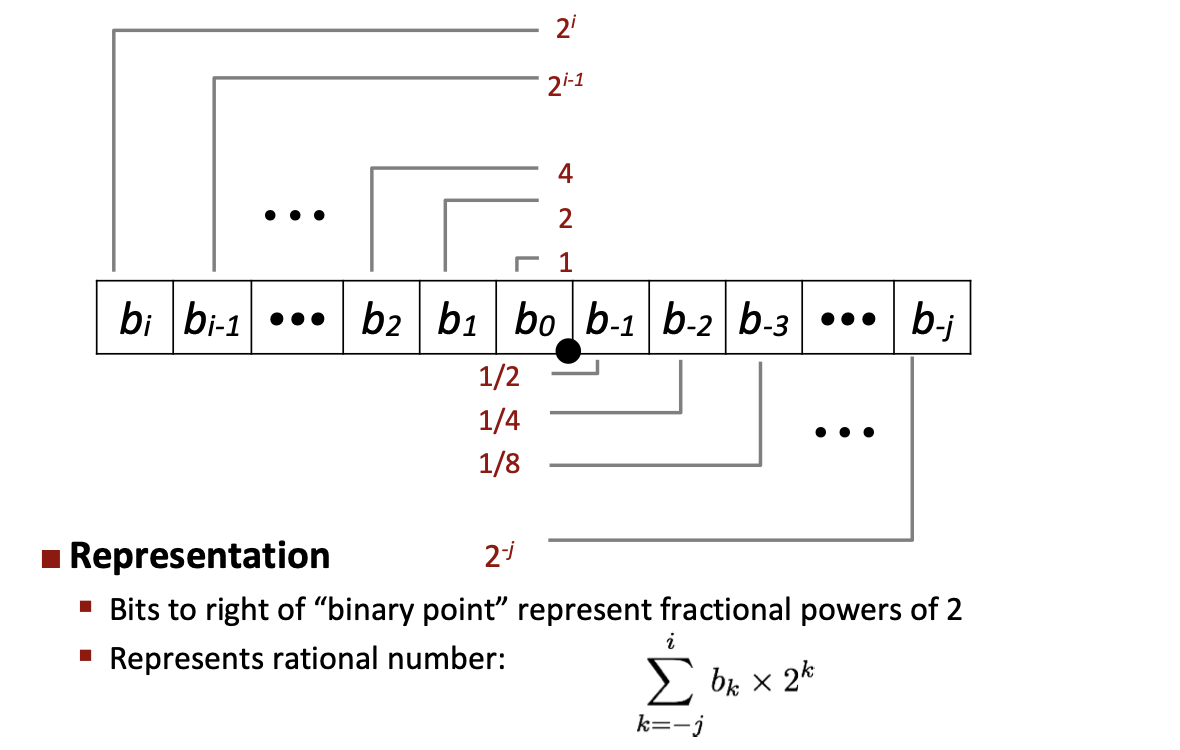 2^i
2^{i-1}
4
2
•••
1
b_i b_{i-1} ••• b_2 b_1 b_0 b_{-1} b_{-2} b_{-3} ••• b_{-j}
1/2
1/4
•••
1/8
2^{-j}
■ Representation
▪ Bits to right of “binary point” represent fractional powers of 2
▪ Represents rational number: \sum_{k=-j}^{i} b_k × 2^k